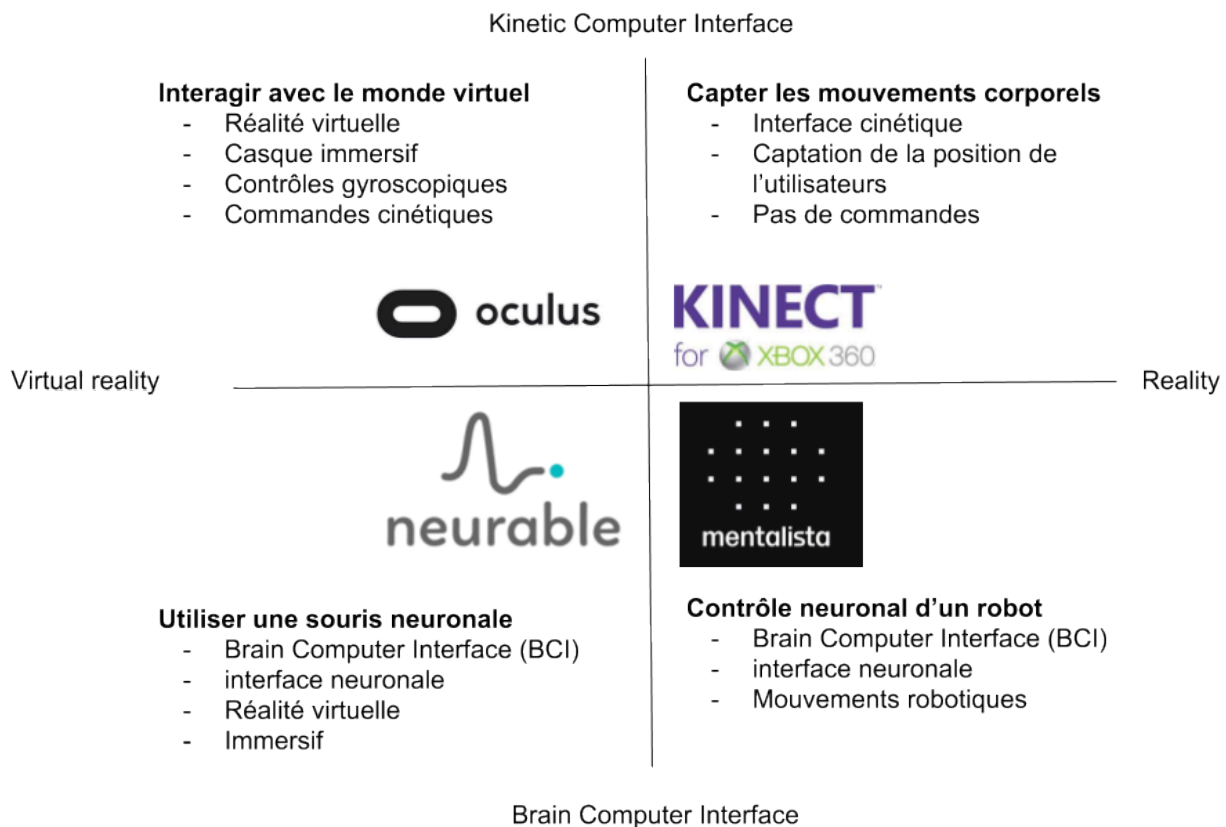 Kinetic Computer Interface
Interagir avec le monde virtuel
- Réalité virtuelle
- Casque immersif
- Contrôles gyroscopiques
- Commandes cinétiques
Capter les mouvements corporels
- Interface cinétique
- Captation de la position de
l'utilisateurs
- Pas de commandes
oculus
KINECT
for XBOX 360
Virtual reality
Reality
neurable
mentalista
Utiliser une souris neuronale
- Brain Computer Interface (BCI)
- interface neuronale
- Réalité virtuelle
- Immersif
Contrôle neuronal d'un robot
- Brain Computer Interface (BCI)
- interface neuronale
- Mouvements robotiques
Brain Computer Interface